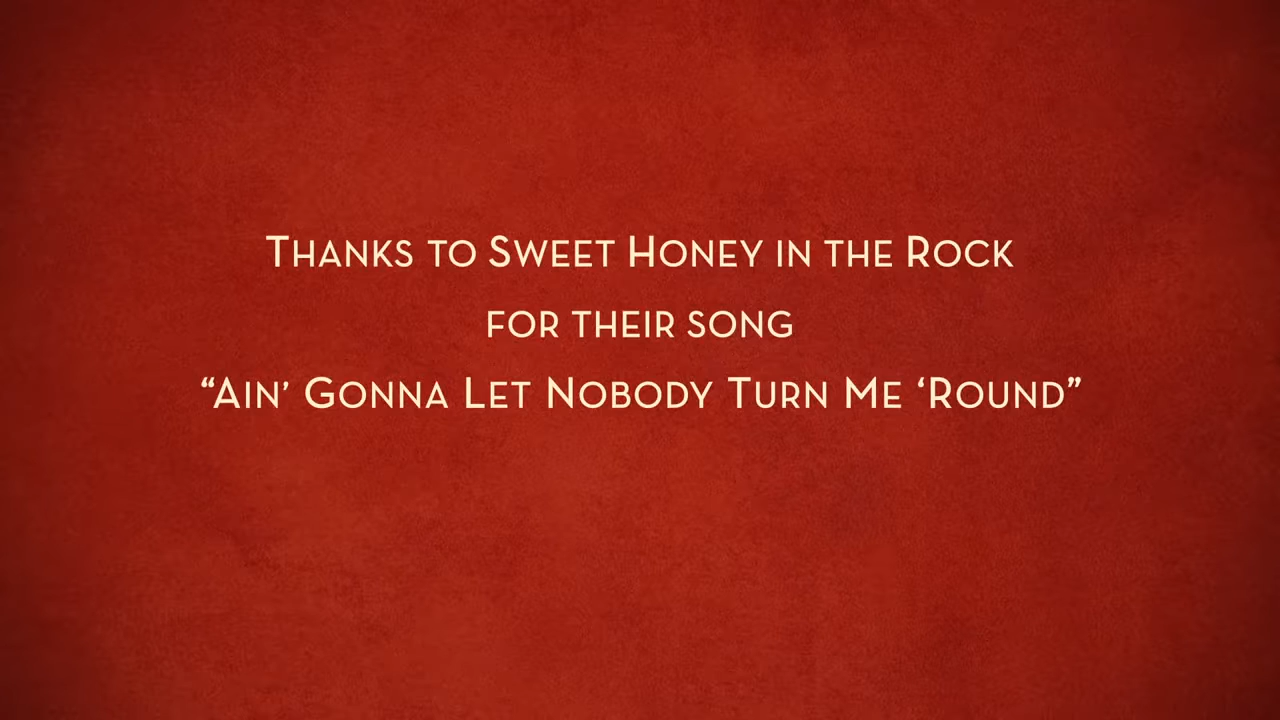 Thanks to Sweet Honey in the Rock
for their song
“Ain’ Gonna Let Nobody Turn Me ‘Round”